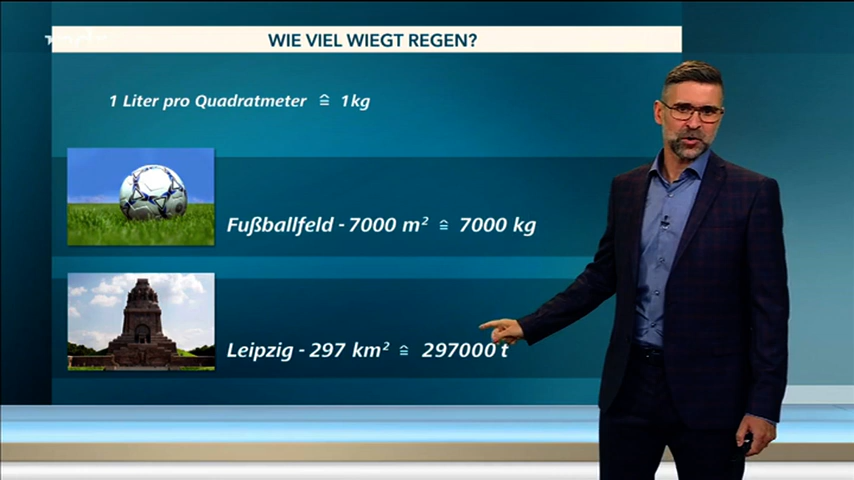 WIE VIEL WIEGT REGEN?
1 Liter pro Quadratmeter ≙ 1kg
Fußballfeld - 7000 m² ≙ 7000 kg
Leipzig - 297 km² ≙ 297000 t